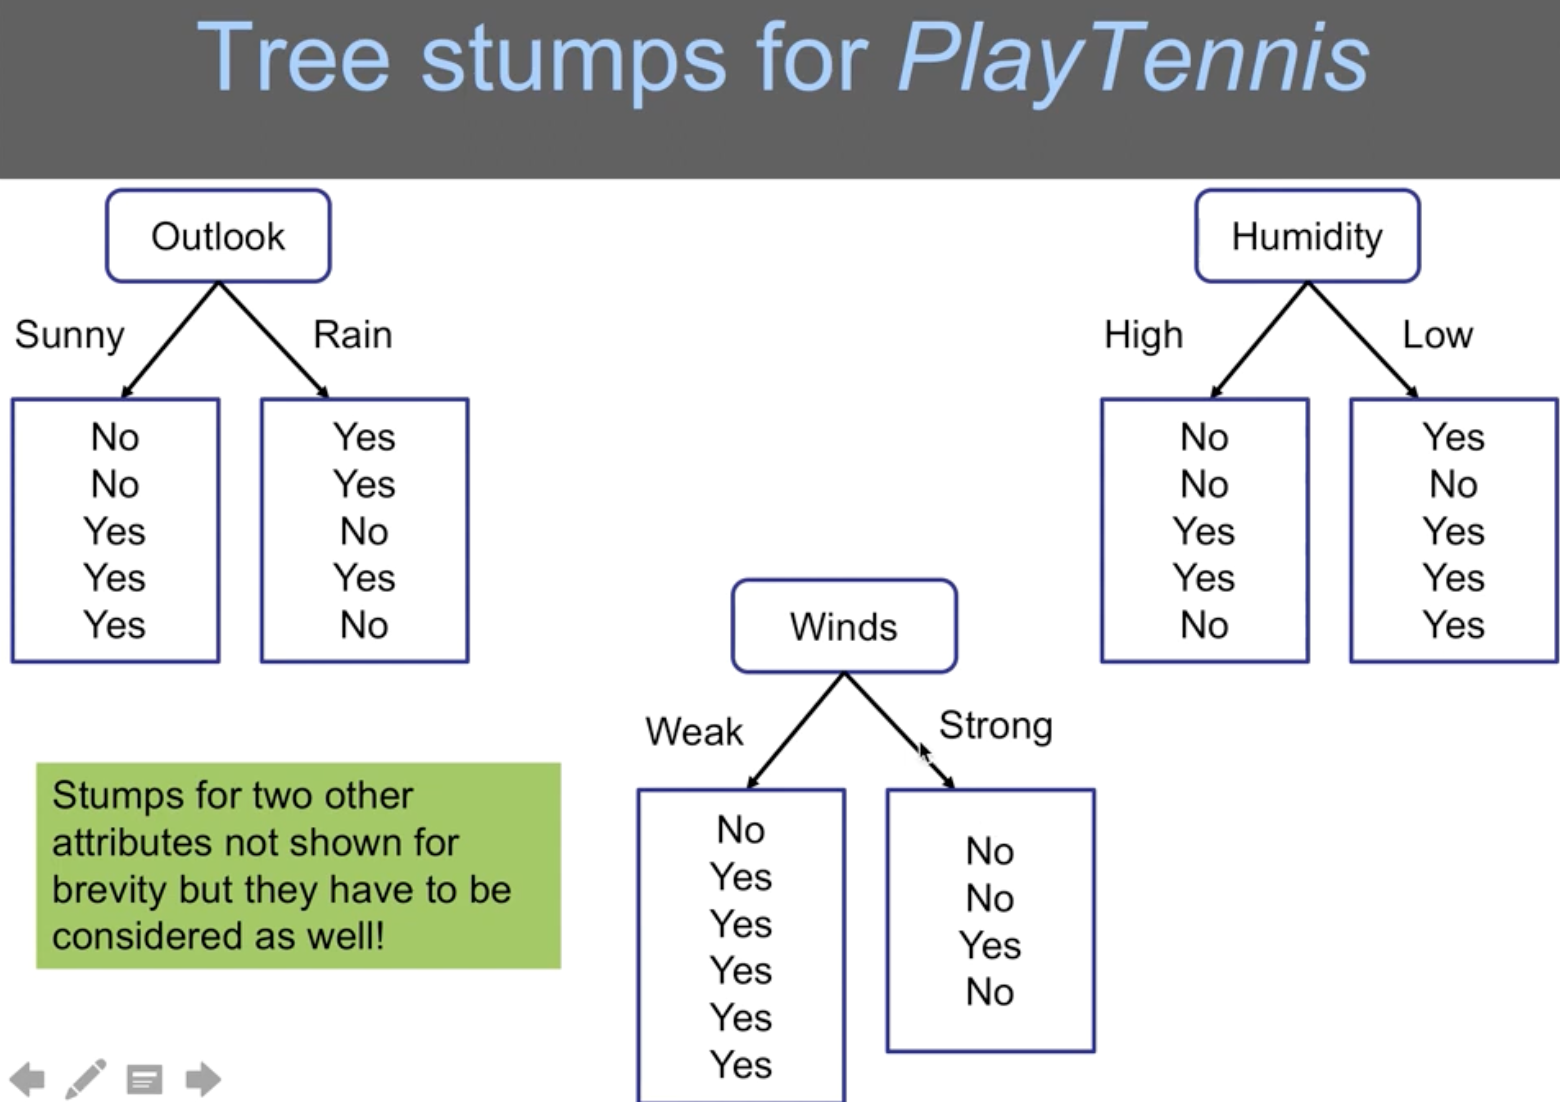 Tree stumps for PlayTennis
Outlook
Sunny
Rain
No
No
Yes
Yes
Yes
Yes
Yes
No
Yes
No
Humidity
High
Low
No
No
Yes
Yes
No
Yes
No
Yes
Yes
Yes
Winds
Weak
Strong
No
Yes
Yes
Yes
Yes
Yes
No
No
Yes
No
Stumps for two other
attributes not shown for
brevity but they have to be
considered as well!